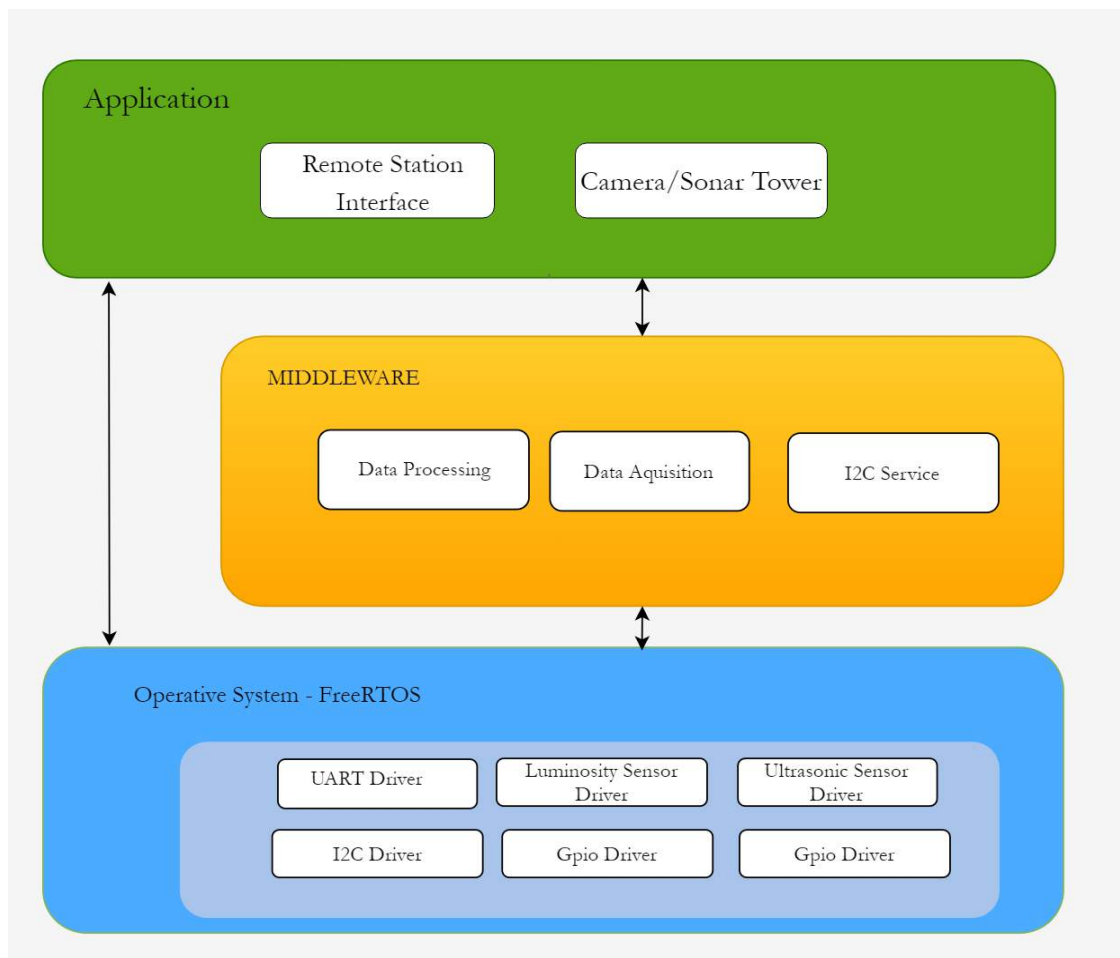 Application
Remote Station
Interface
Camera/Sonar Tower
MIDDLEWARE
Data Processing
Data Aquisition
I2C Service
Operative System - FreeRTOS
UART Driver
Luminosity Sensor
Driver
Ultrasonic Sensor
Driver
I2C Driver
Gpio Driver
Gpio Driver